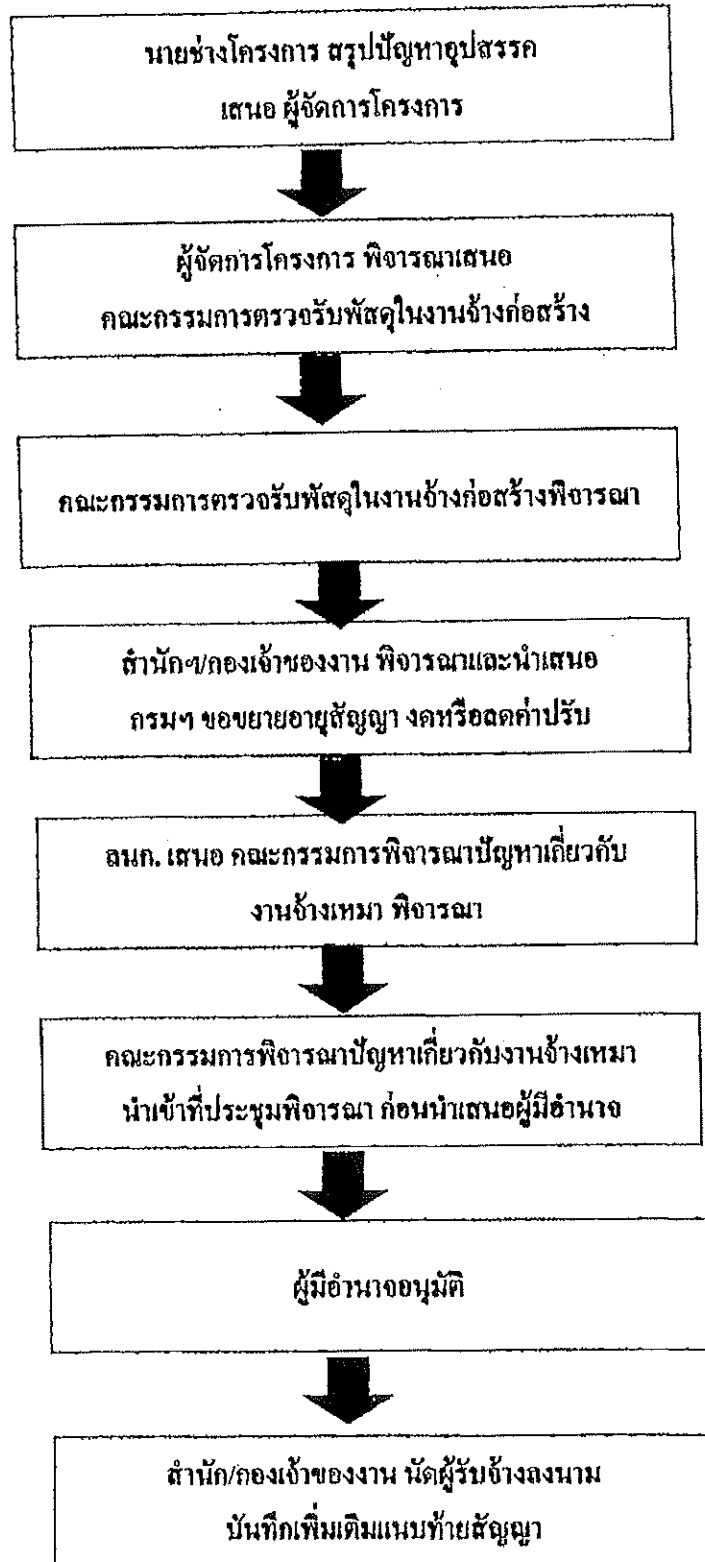 นายช่างโครงการ สรุปปัญหาอุปสรรค
เสนอ ผู้จัดการโครงการ
ผู้จัดการโครงการ พิจารณาเสนอ
คณะกรรมการตรวจรับพัสดุในงานจ้างก่อสร้าง
คณะกรรมการตรวจรับพัสดุในงานจ้างก่อสร้างพิจารณา
สำนักฯ/กองเจ้าของงาน พิจารณาและนำเสนอ
กรมฯ ขอขยายอายุสัญญา งดหรือลดค่าปรับ
ลนก. เสนอ คณะกรรมการพิจารณาปัญหาเกี่ยวกับ
งานจ้างเหมา พิจารณา
คณะกรรมการพิจารณาปัญหาเกี่ยวกับงานจ้างเหมา
นำเข้าที่ประชุมพิจารณา ก่อนนำเสนอผู้มีอำนาจ
ผู้มีอำนาจอนุมัติ
สำนัก/กองเจ้าของงาน นัดผู้รับจ้างลงนาม
บันทึกเพิ่มเติมแนบท้ายสัญญา